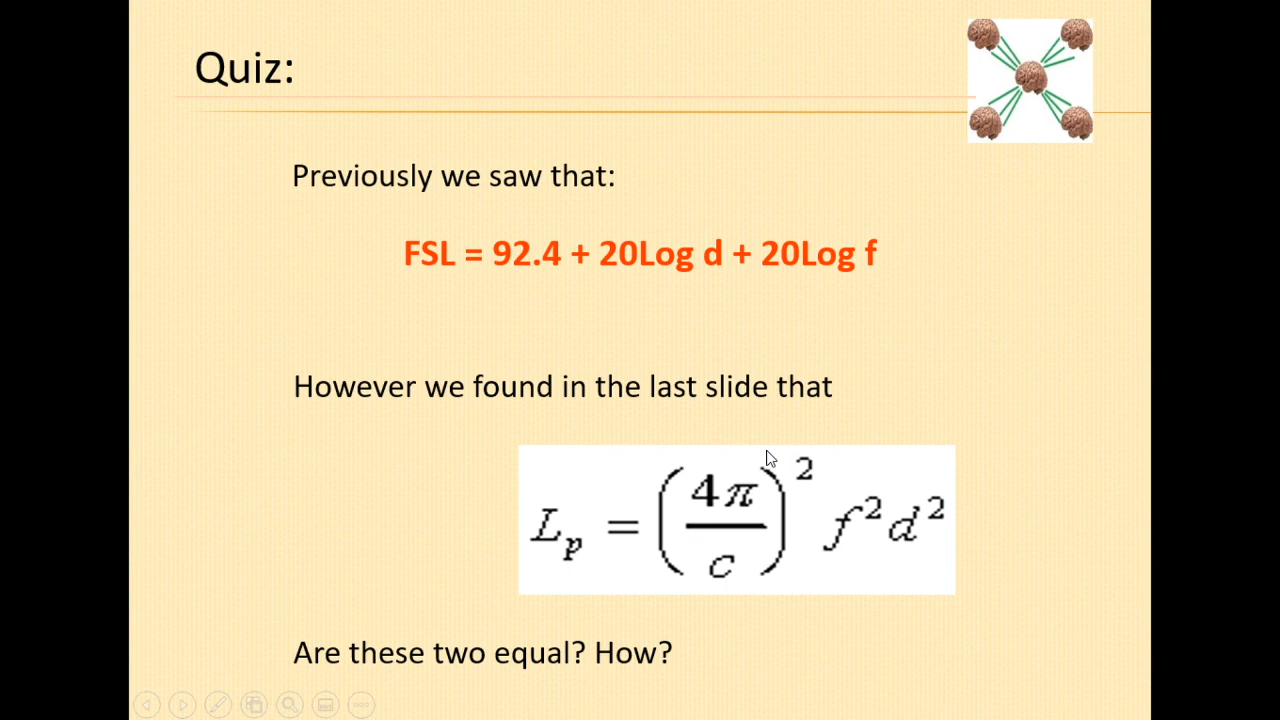 Quiz:
Previously we saw that:
FSL = 92.4 + 20Log d + 20Log f
However we found in the last slide that
L_p = (4π/c)² f² d²
Are these two equal? How?